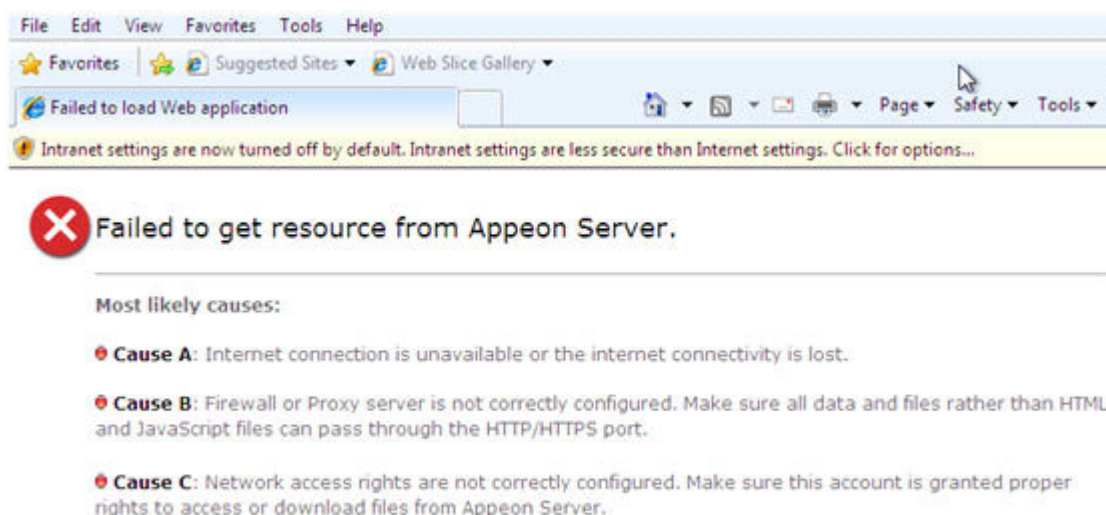 File Edit View Favorites Tools Help
Favorites Suggested Sites Web Slice Gallery
Failed to load Web application Page Safety Tools
Intranet settings are now turned off by default. Intranet settings are less secure than Internet settings. Click for options...
Failed to get resource from Appeon Server.
Most likely causes:
Cause A: Internet connection is unavailable or the internet connectivity is lost.
Cause B: Firewall or Proxy server is not correctly configured. Make sure all data and files rather than HTML
and JavaScript files can pass through the HTTP/HTTPS port.
Cause C: Network access rights are not correctly configured. Make sure this account is granted proper
rights to access or download files from Appeon Server.